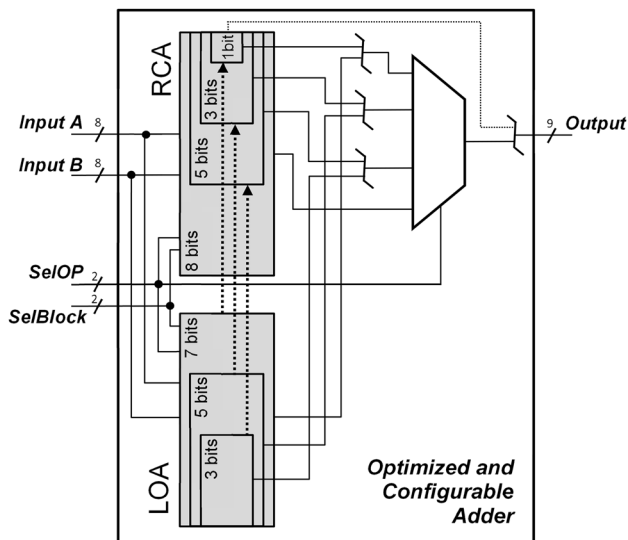 RCA
1bit
3 bits
5 bits
8 bits
Input A
8
Input B
8
SelOP
2
SelBlock
2
9
Output
7 bits
5 bits
3 bits
LOA
Optimized and
Configurable
Adder